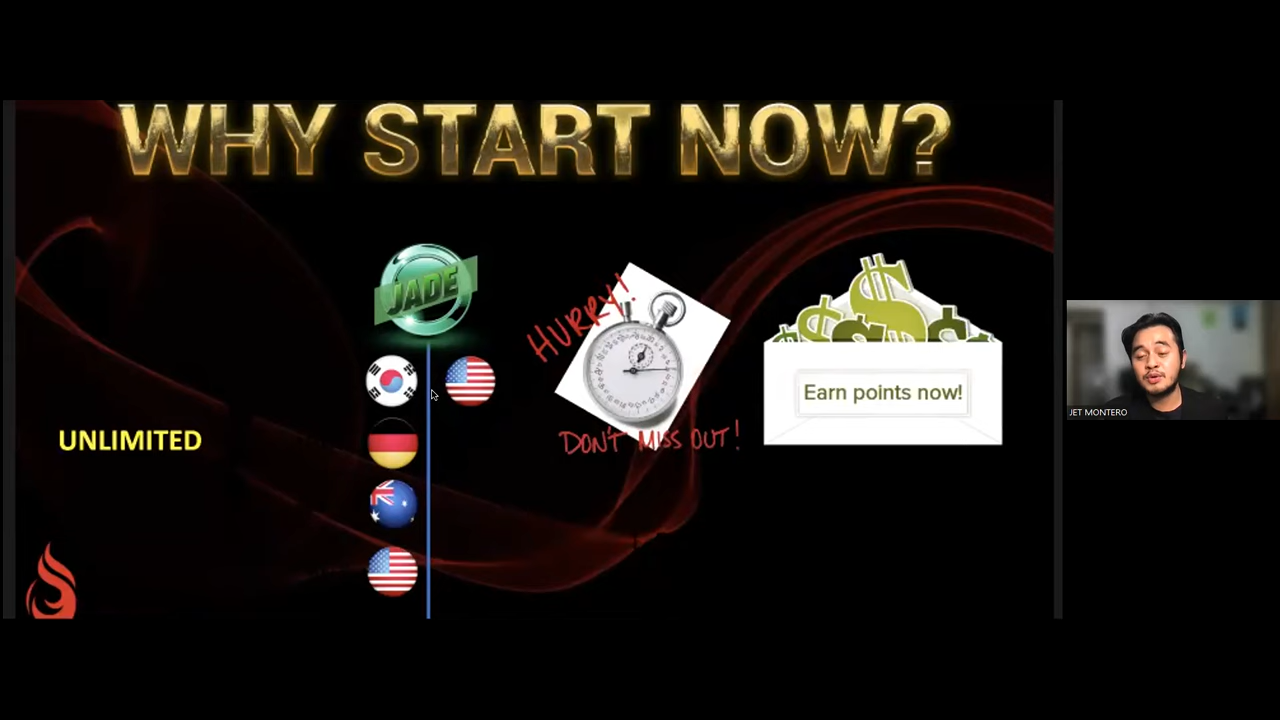 WHY START NOW?
JADE
HURRY!
DON'T MISS OUT!
Earn points now!
UNLIMITED
JET MONTERO